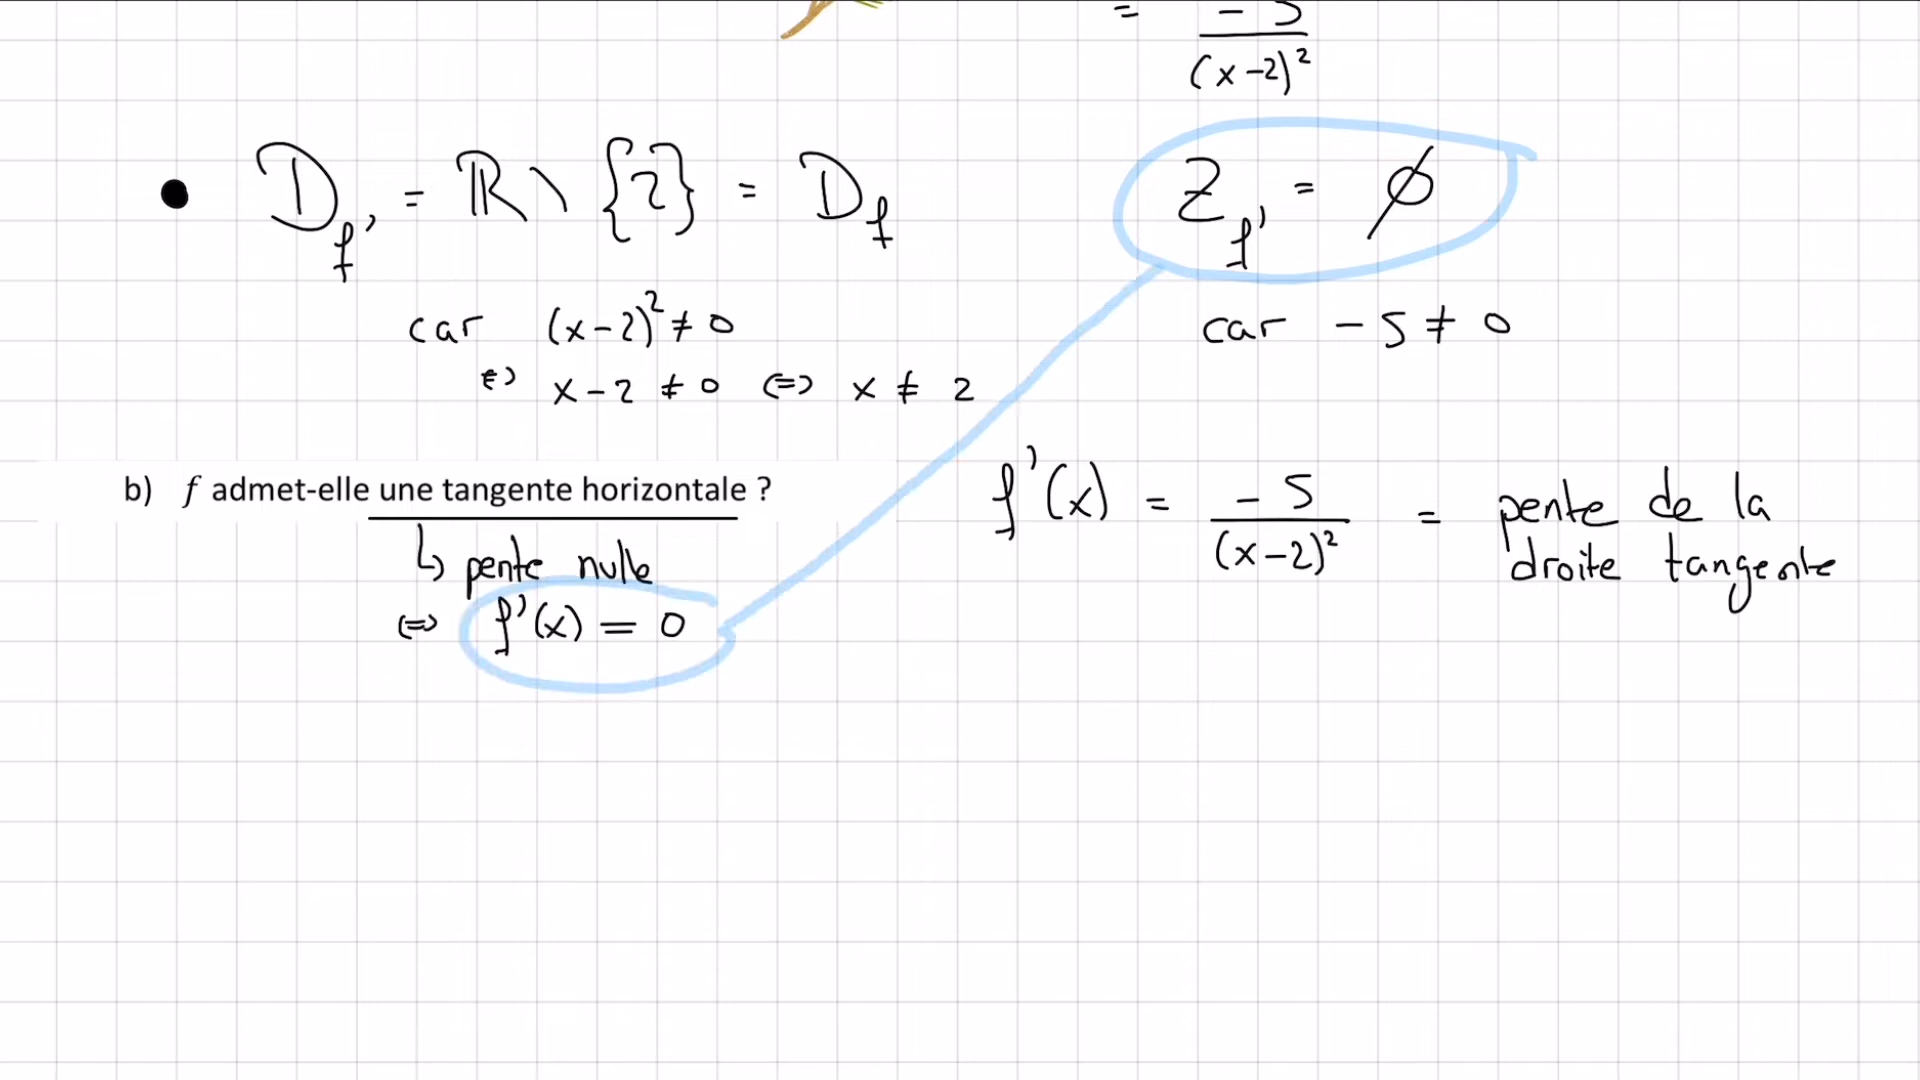 = -5/(x-2)²
• D_f' = ℝ \ {2} = D_f
Z_f' = ∅
car (x-2)² ≠ 0
car -5 ≠ 0
⇔ x-2 ≠ 0 ⇔ x ≠ 2
b) f admet-elle une tangente horizontale ?
f'(x) = -5/(x-2)² = pente de la
droite tangente
↳ pente nulle
⇔ f'(x) = 0